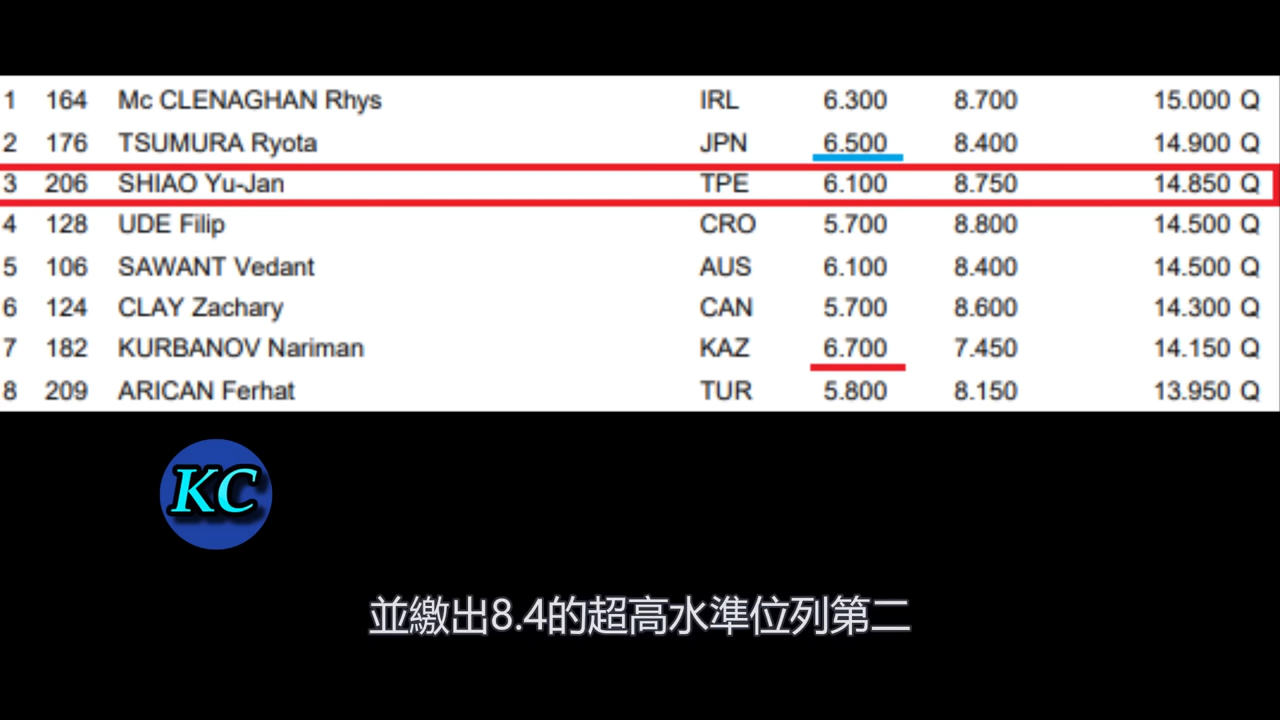 1 164 Mc CLENAGHAN Rhys IRL 6.300 8.700 15.000 Q
2 176 TSUMURA Ryota JPN 6.500 8.400 14.900 Q
3 206 SHIAO Yu-Jan TPE 6.100 8.750 14.850 Q
4 128 UDE Filip CRO 5.700 8.800 14.500 Q
5 106 SAWANT Vedant AUS 6.100 8.400 14.500 Q
6 124 CLAY Zachary CAN 5.700 8.600 14.300 Q
7 182 KURBANOV Nariman KAZ 6.700 7.450 14.150 Q
8 209 ARICAN Ferhat TUR 5.800 8.150 13.950 Q
KC
並繳出8.4的超高水準位列第二